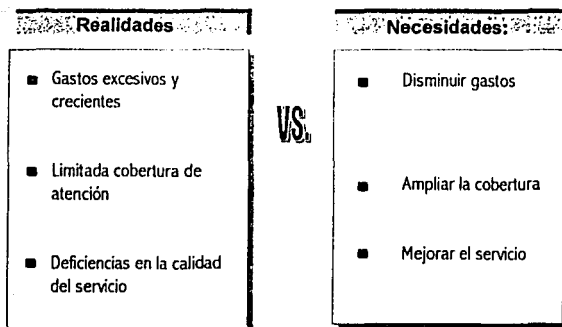 Realidades
■ Gastos excesivos y
crecientes
■ Limitada cobertura de
atención
■ Deficiencias en la calidad
del servicio
VS.
Necesidades:
■ Disminuir gastos
■ Ampliar la cobertura
■ Mejorar el servicio